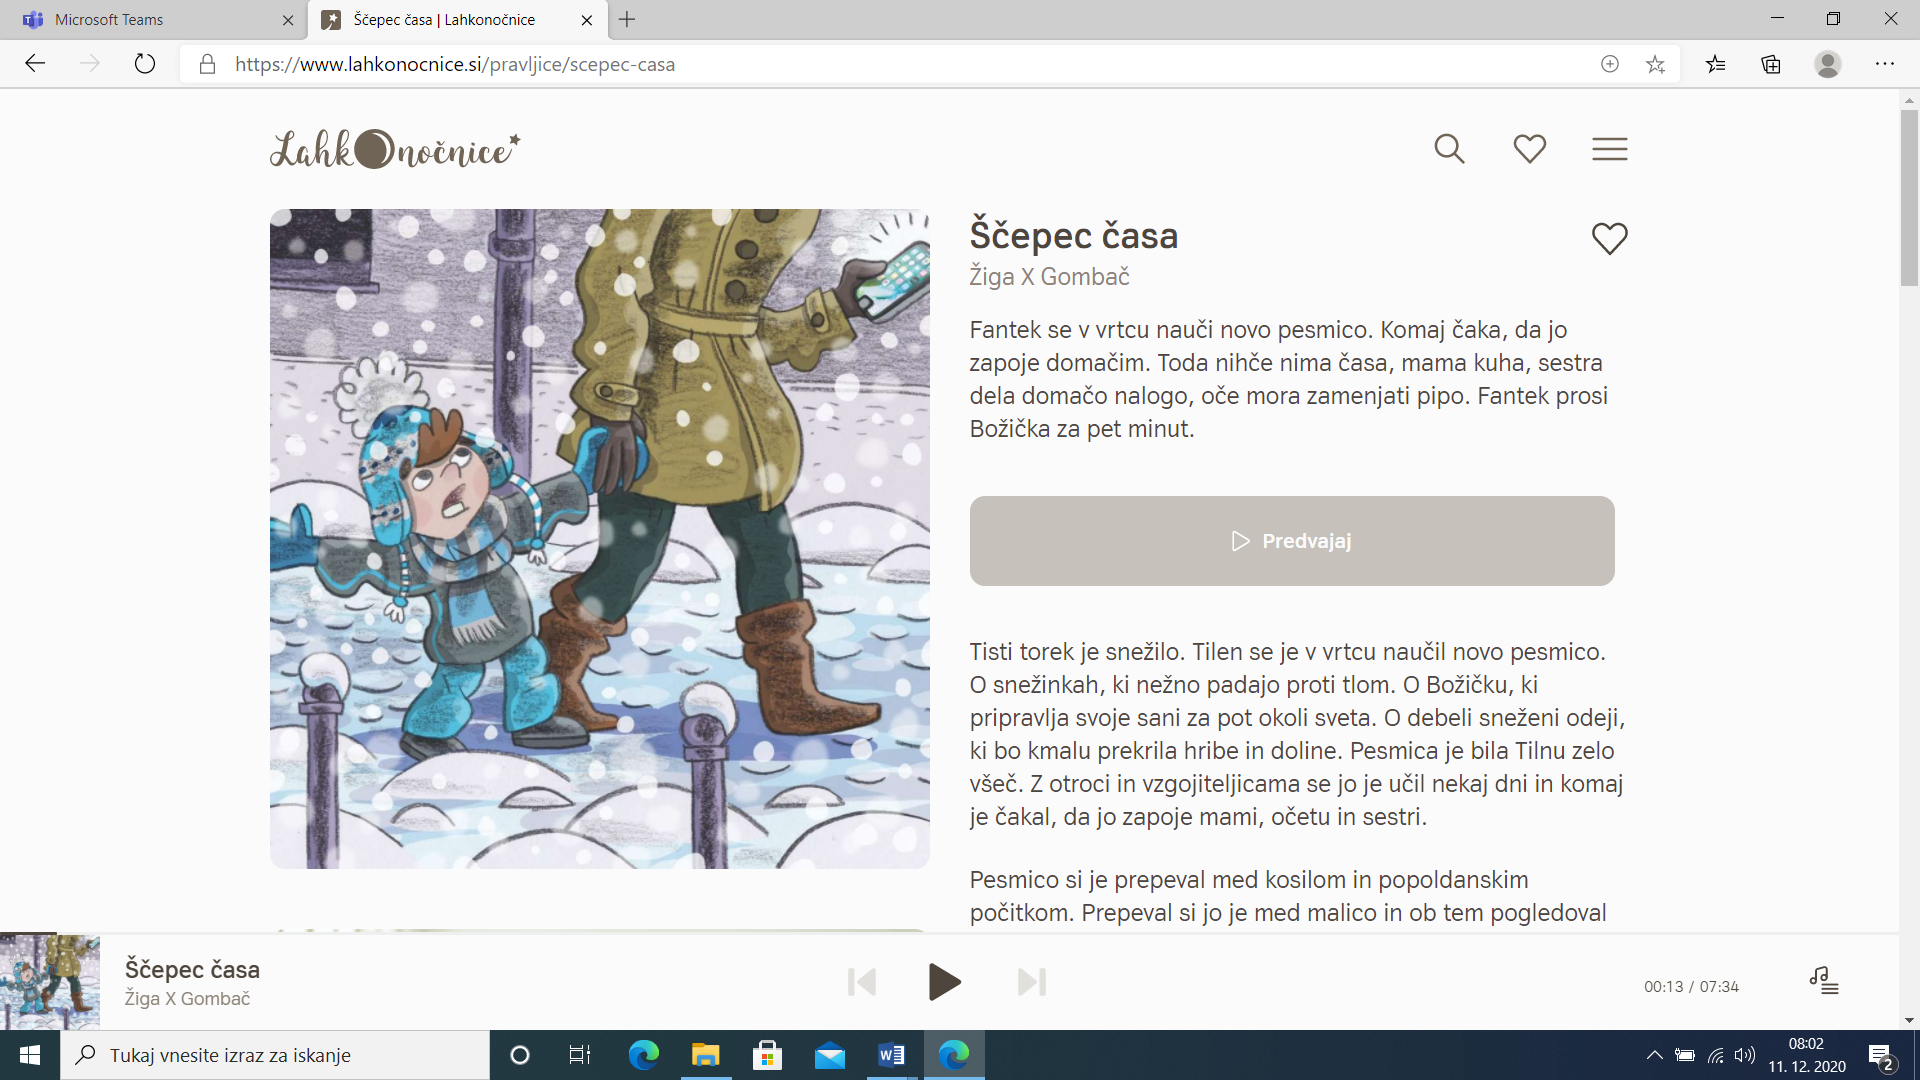 Microsoft Teams
Ščepec časa | Lahkonočnice
https://www.lahkonocnice.si/pravljice/scepec-casa
Lahkonočnice
Ščepec časa
Žiga X Gombač
Fantek se v vrtcu nauči novo pesmico. Komaj čaka, da jo
zapoje domačim. Toda nihče nima časa, mama kuha, sestra
dela domačo nalogo, oče mora zamenjati pipo. Fantek prosi
Božička za pet minut.
Predvajaj
Tisti torek je snežilo. Tilen se je v vrtcu naučil novo pesmico.
O snežinkah, ki nežno padajo proti tlom. O Božičku, ki
pripravlja svoje sani za pot okoli sveta. O debeli sneženi odeji,
ki bo kmalu prekrila hribe in doline. Pesmica je bila Tilnu zelo
všeč. Z otroci in vzgojiteljicama se jo je učil nekaj dni in komaj
je čakal, da jo zapoje mami, očetu in sestri.
Pesmico si je prepeval med kosilom in popoldanskim
počitkom. Prepeval si jo je med malico in ob tem pogledoval
Ščepec časa
Žiga X Gombač
00:13 / 07:34
Tukaj vnesite izraz za iskanje
08:02
11. 12. 2020
2